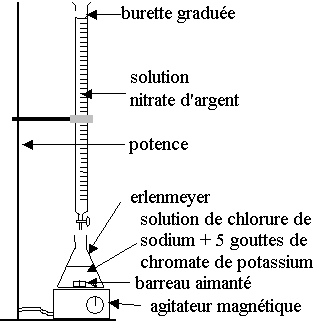 burette graduée
solution
nitrate d'argent
potence
erlenmeyer
solution de chlorure de
sodium + 5 gouttes de
chromate de potassium
barreau aimanté
agitateur magnétique